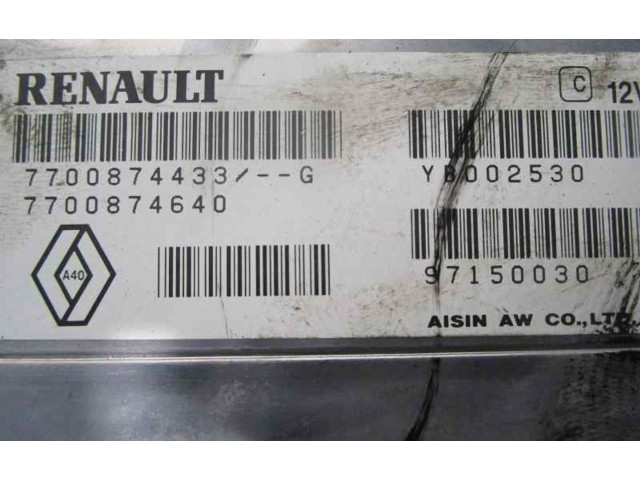 RENAULT
C 12V
7700874433/--G
YB002530
7700874640
A40
97150030
AISIN AW CO.,LTD.